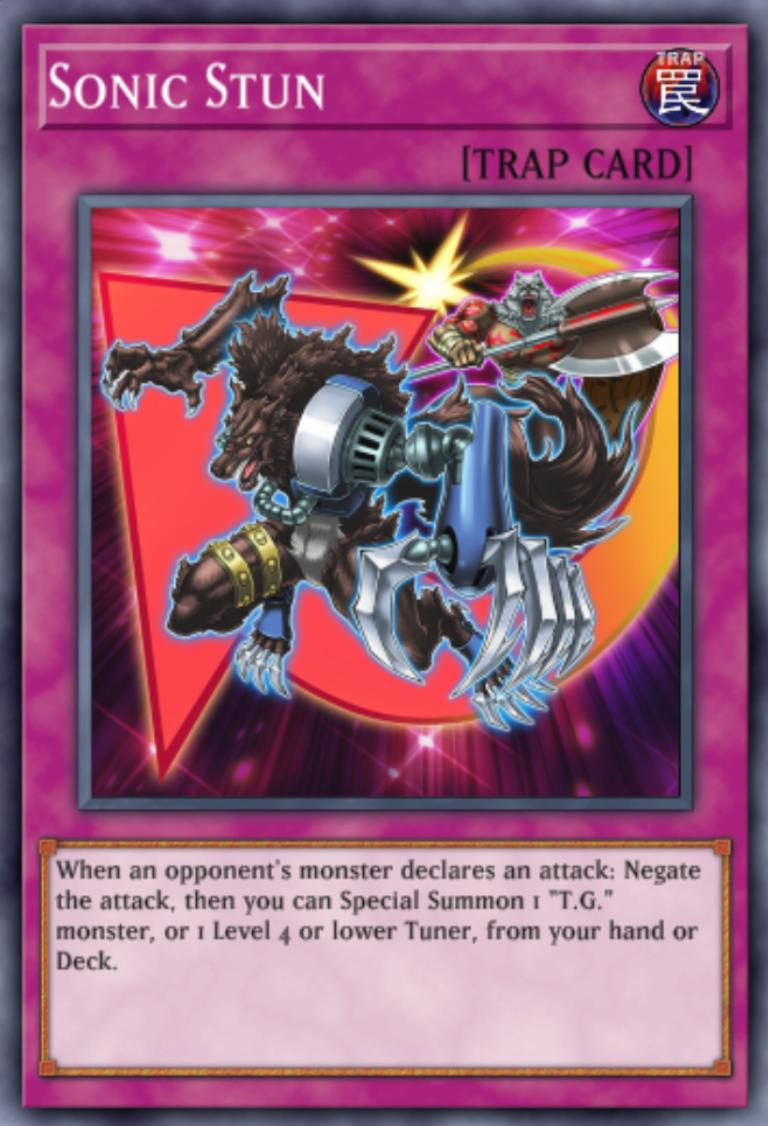 SONIC STUN
TRAP
罠
[TRAP CARD]
When an opponent's monster declares an attack: Negate
the attack, then you can Special Summon 1 "T.G."
monster, or 1 Level 4 or lower Tuner, from your hand or
Deck.